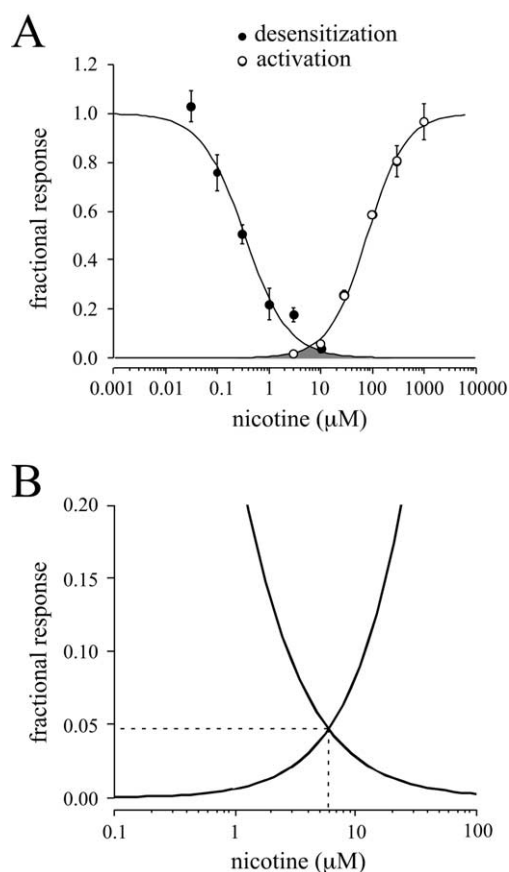 A
desensitization
activation
1.2
1.0
0.8
0.6
0.4
0.2
0.0
fractional response
0.001 0.01 0.1 1 10 100 1000 10000
nicotine (μM)
B
0.20
0.15
0.10
0.05
0.00
fractional response
0.1 1 10 100
nicotine (μM)